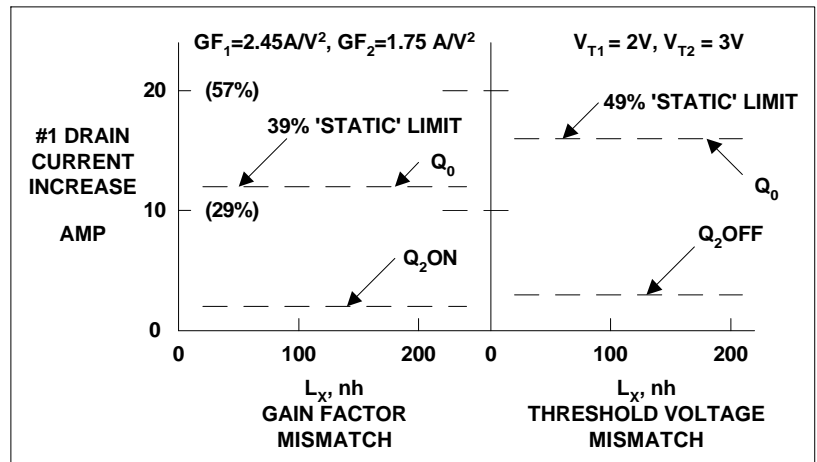 GF1=2.45A/V2, GF2=1.75 A/V2
VT1 = 2V, VT2 = 3V
20
(57%)
49% 'STATIC' LIMIT
39% 'STATIC' LIMIT
#1 DRAIN
CURRENT
INCREASE
AMP
Q0
Q0
10
(29%)
Q2OFF
Q2ON
0
0
100
200
0
100
200
LX, nh
GAIN FACTOR
MISMATCH
LX, nh
THRESHOLD VOLTAGE
MISMATCH